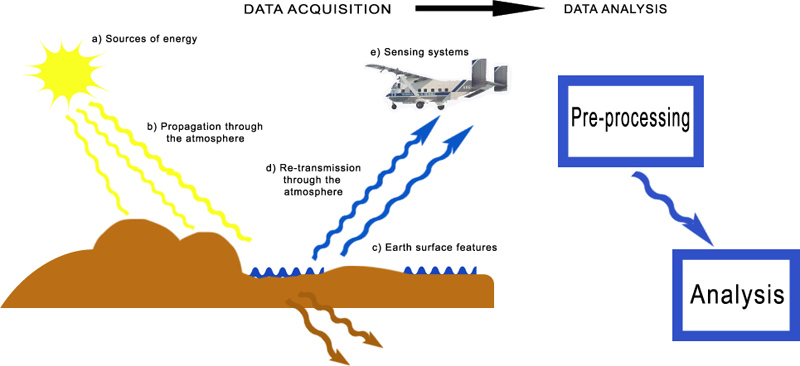 DATA ACQUISITION
DATA ANALYSIS
a) Sources of energy
e) Sensing systems
b) Propagation through
the atmosphere
d) Re-transmission
through the
atmosphere
c) Earth surface features
Pre-processing
Analysis